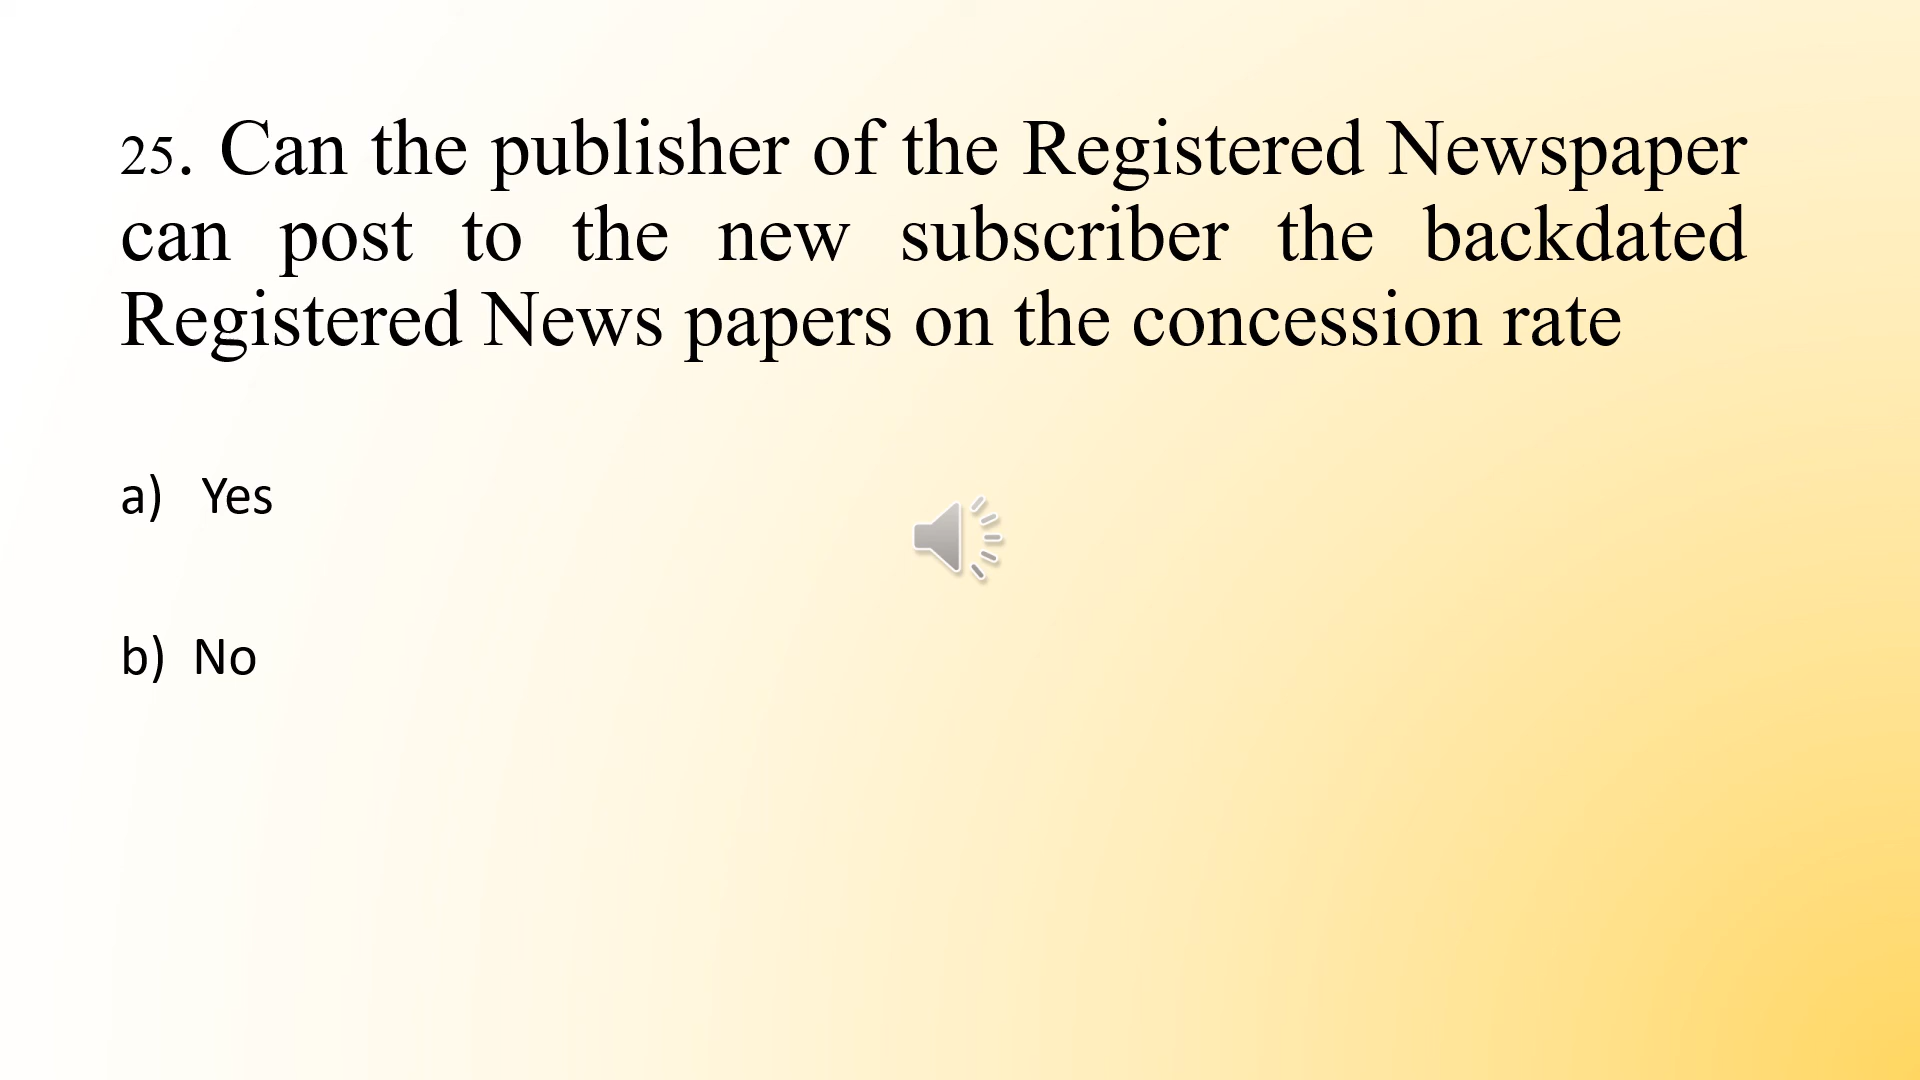 25. Can the publisher of the Registered Newspaper
can post to the new subscriber the backdated
Registered News papers on the concession rate
a) Yes
b) No